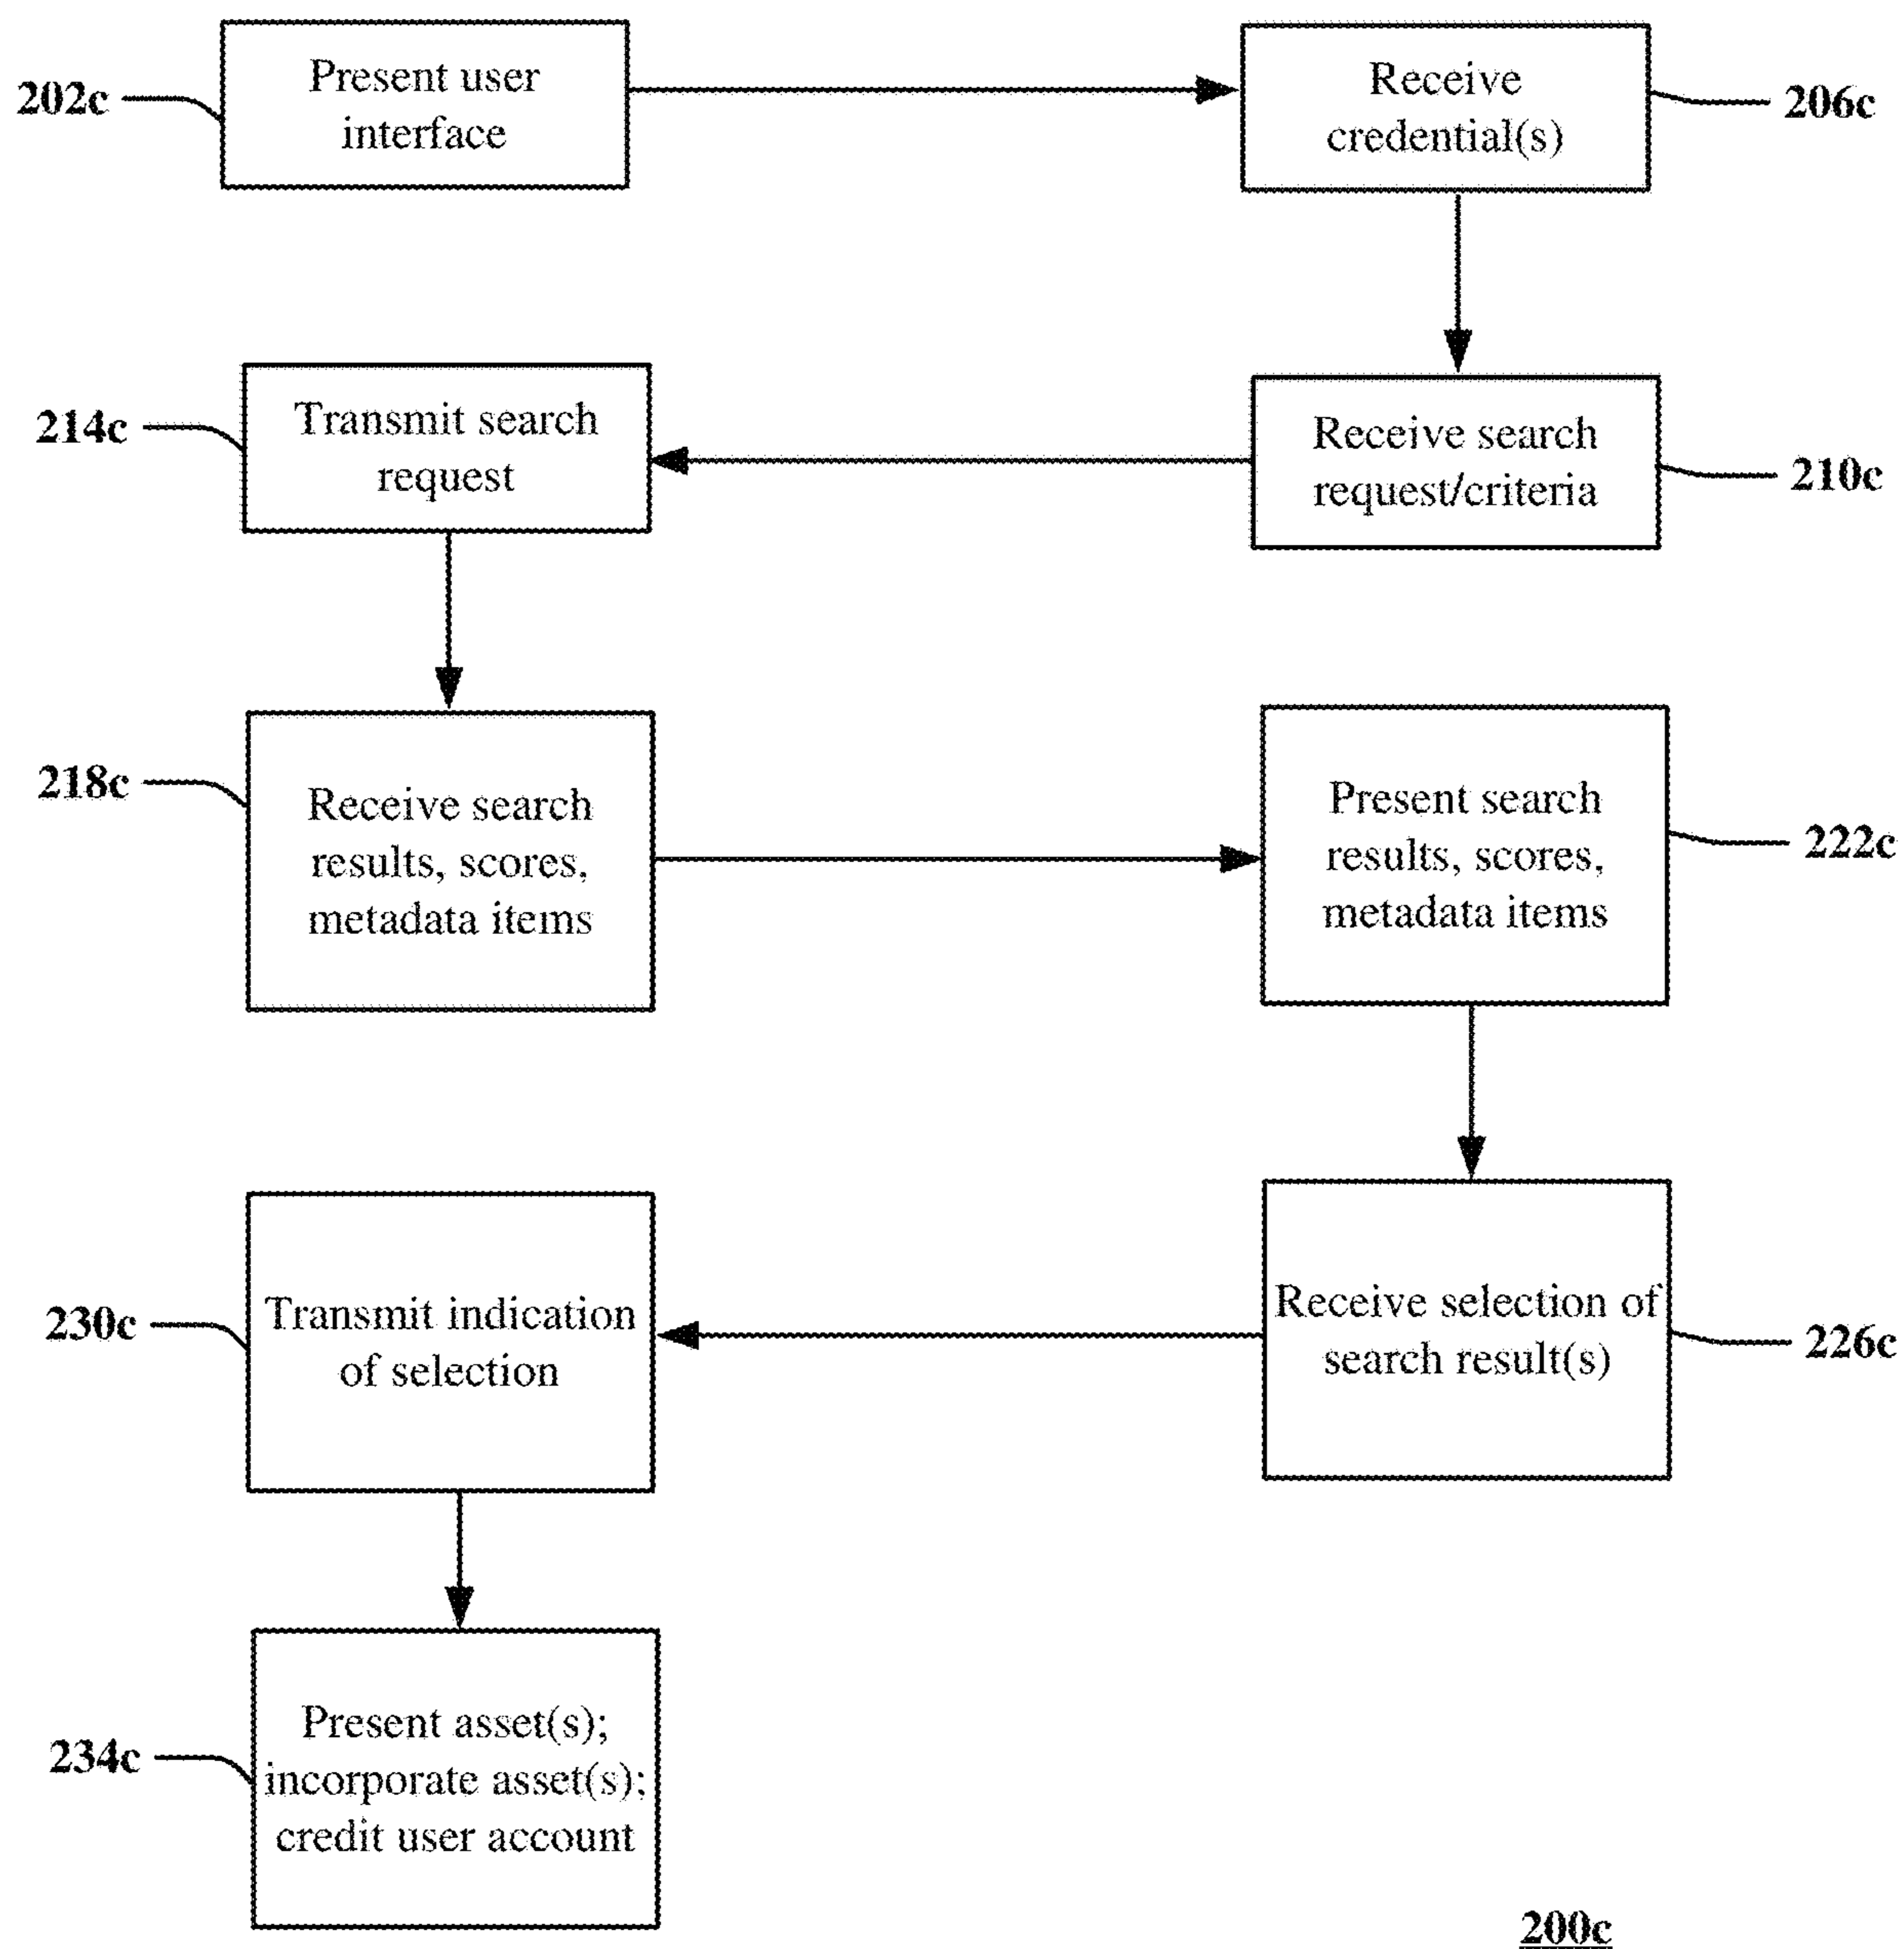 202c
Present user
interface
Receive
credential(s)
206c
214c
Transmit search
request
Receive search
request/criteria
210c
218c
Receive search
results, scores,
metadata items
Present search
results, scores,
metadata items
222c
230c
Transmit indication
of selection
Receive selection of
search result(s)
226c
234c
Present asset(s);
incorporate asset(s);
credit user account
200c